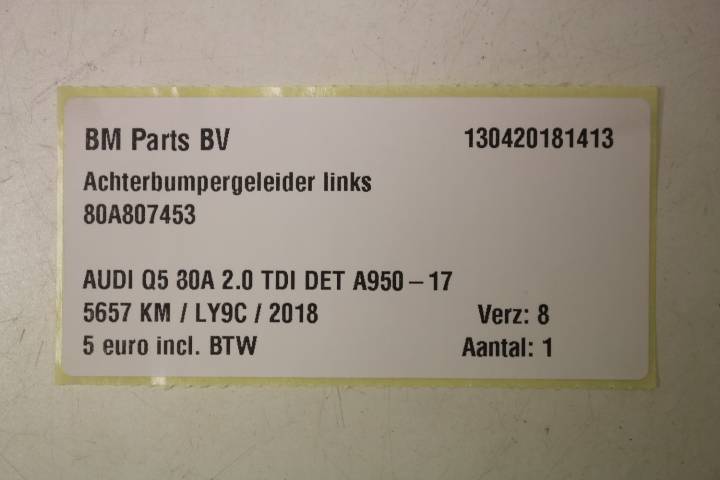 BM Parts BV 130420181413
Achterbumpergeleider links
80A807453
AUDI Q5 80A 2.0 TDI DET A950-17
5657 KM / LY9C / 2018 Verz: 8
5 euro incl. BTW Aantal: 1